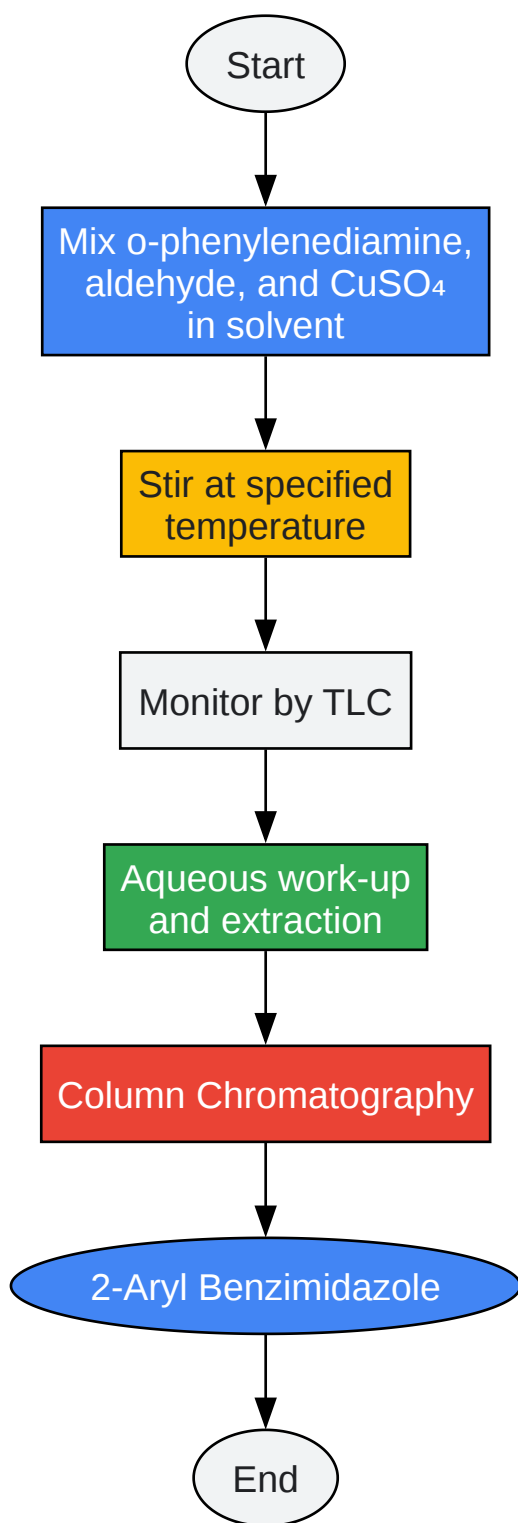 Start
Mix o-phenylenediamine,
aldehyde, and CuSO₄
in solvent
Stir at specified
temperature
Monitor by TLC
Aqueous work-up
and extraction
Column Chromatography
2-Aryl Benzimidazole
End